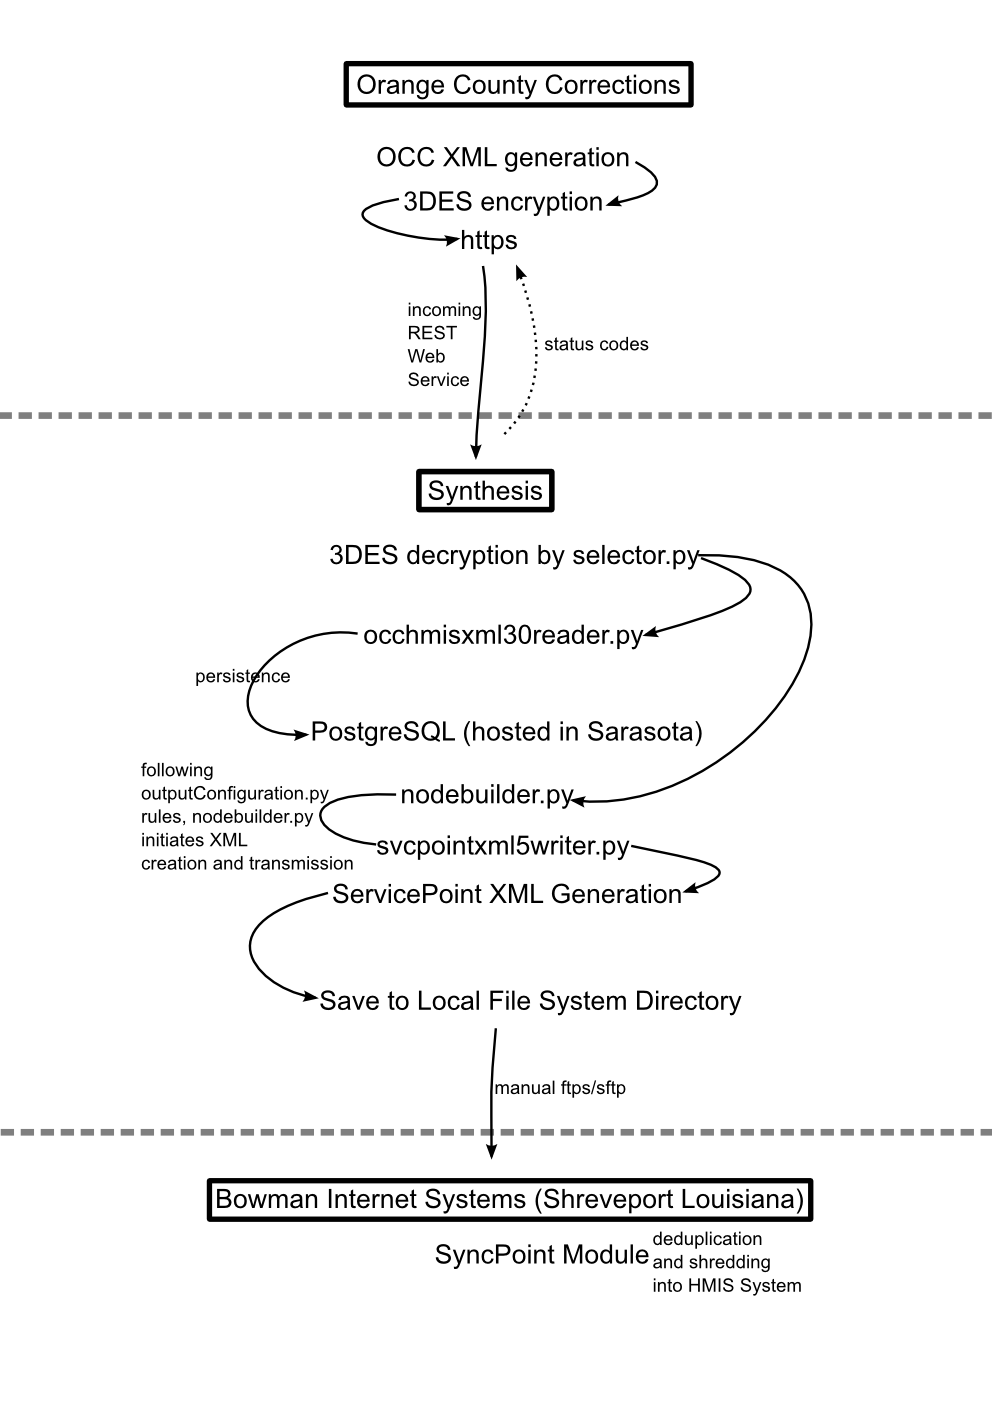 Orange County Corrections
OCC XML generation
3DES encryption
https
incoming
REST
Web
Service
status codes
Synthesis
3DES decryption by selector.py
occhmisxml30reader.py
persistence
PostgreSQL (hosted in Sarasota)
following
outputConfiguration.py
rules, nodebuilder.py
initiates XML
creation and transmission
nodebuilder.py
svcpointxml5writer.py
ServicePoint XML Generation
Save to Local File System Directory
manual ftps/sftp
Bowman Internet Systems (Shreveport Louisiana)
SyncPoint Module
deduplication
and shredding
into HMIS System